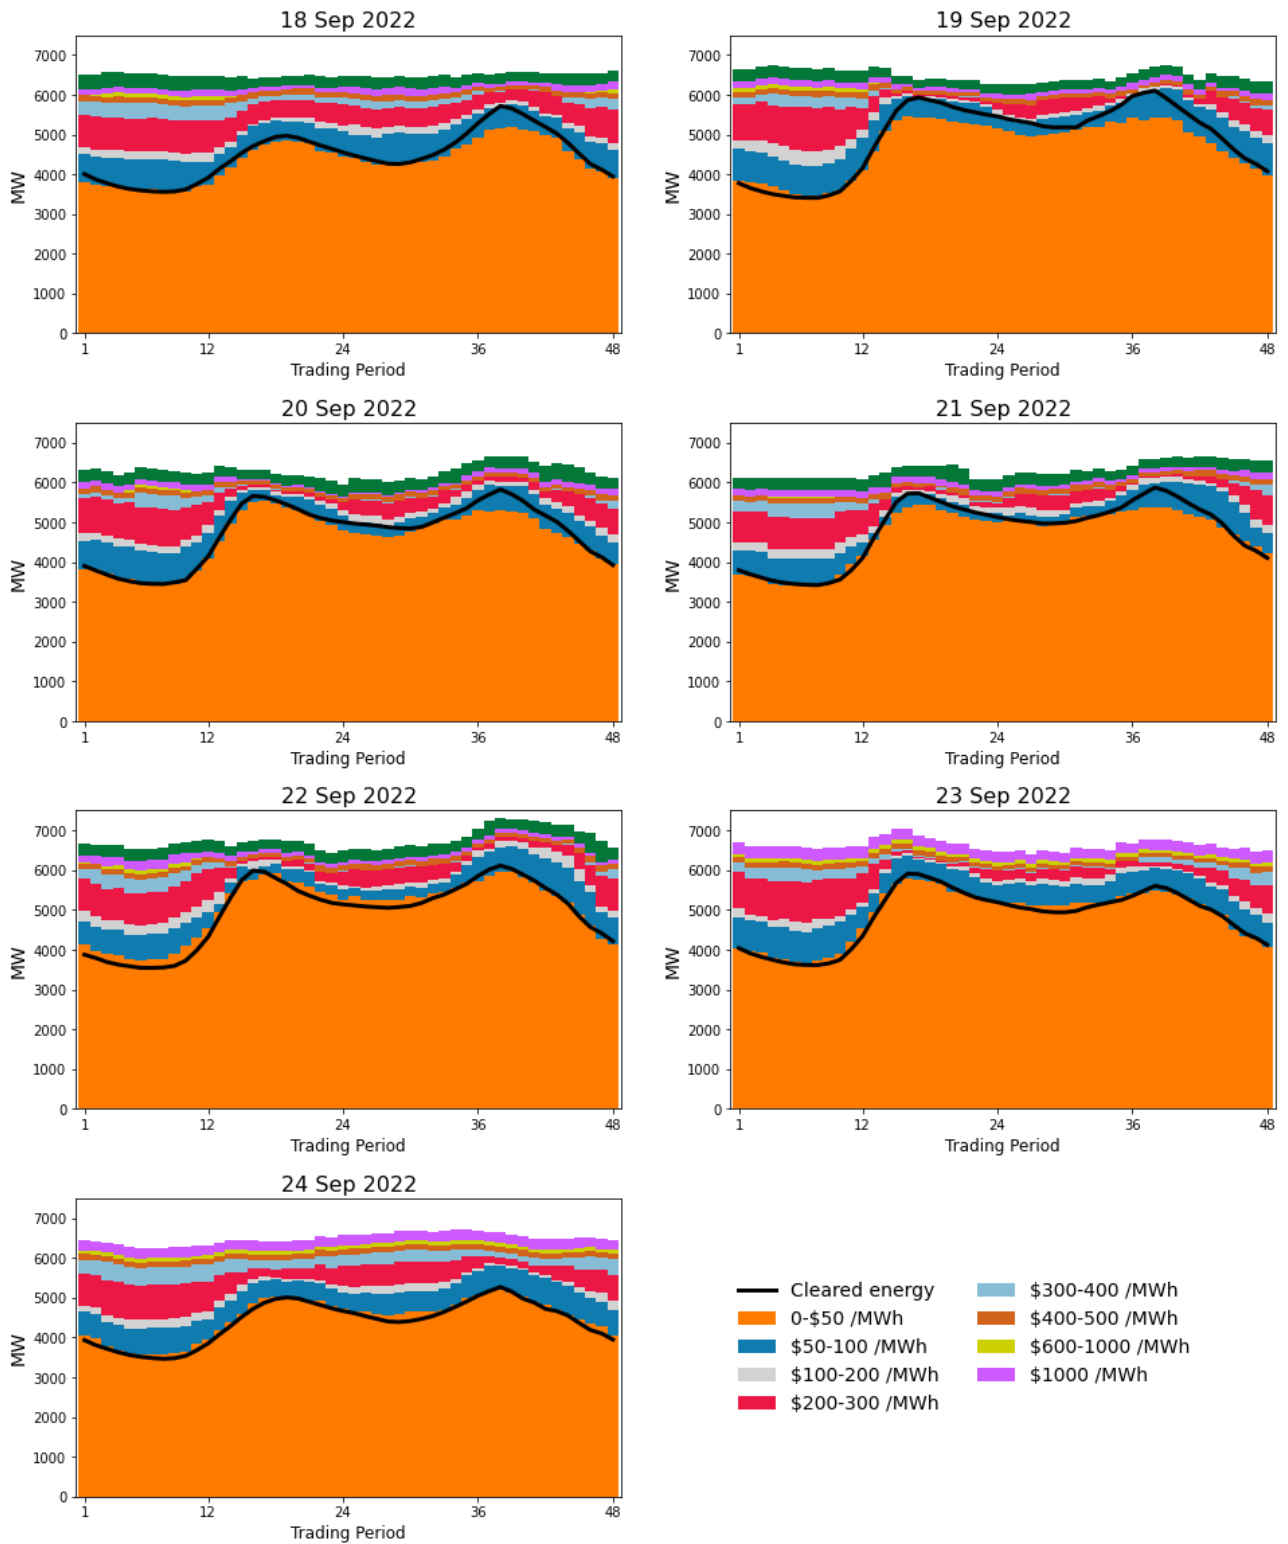 18 Sep 2022
7000
6000
5000
4000
3000
2000
1000
0
MW
1 12 24 36 48
Trading Period
19 Sep 2022
7000
6000
5000
4000
3000
2000
1000
0
MW
1 12 24 36 48
Trading Period
20 Sep 2022
7000
6000
5000
4000
3000
2000
1000
0
MW
1 12 24 36 48
Trading Period
21 Sep 2022
7000
6000
5000
4000
3000
2000
1000
0
MW
1 12 24 36 48
Trading Period
22 Sep 2022
7000
6000
5000
4000
3000
2000
1000
0
MW
1 12 24 36 48
Trading Period
23 Sep 2022
7000
6000
5000
4000
3000
2000
1000
0
MW
1 12 24 36 48
Trading Period
24 Sep 2022
7000
6000
5000
4000
3000
2000
1000
0
MW
1 12 24 36 48
Trading Period
Cleared energy
0-$50 /MWh
$50-100 /MWh
$100-200 /MWh
$200-300 /MWh
$300-400 /MWh
$400-500 /MWh
$600-1000 /MWh
$1000 /MWh